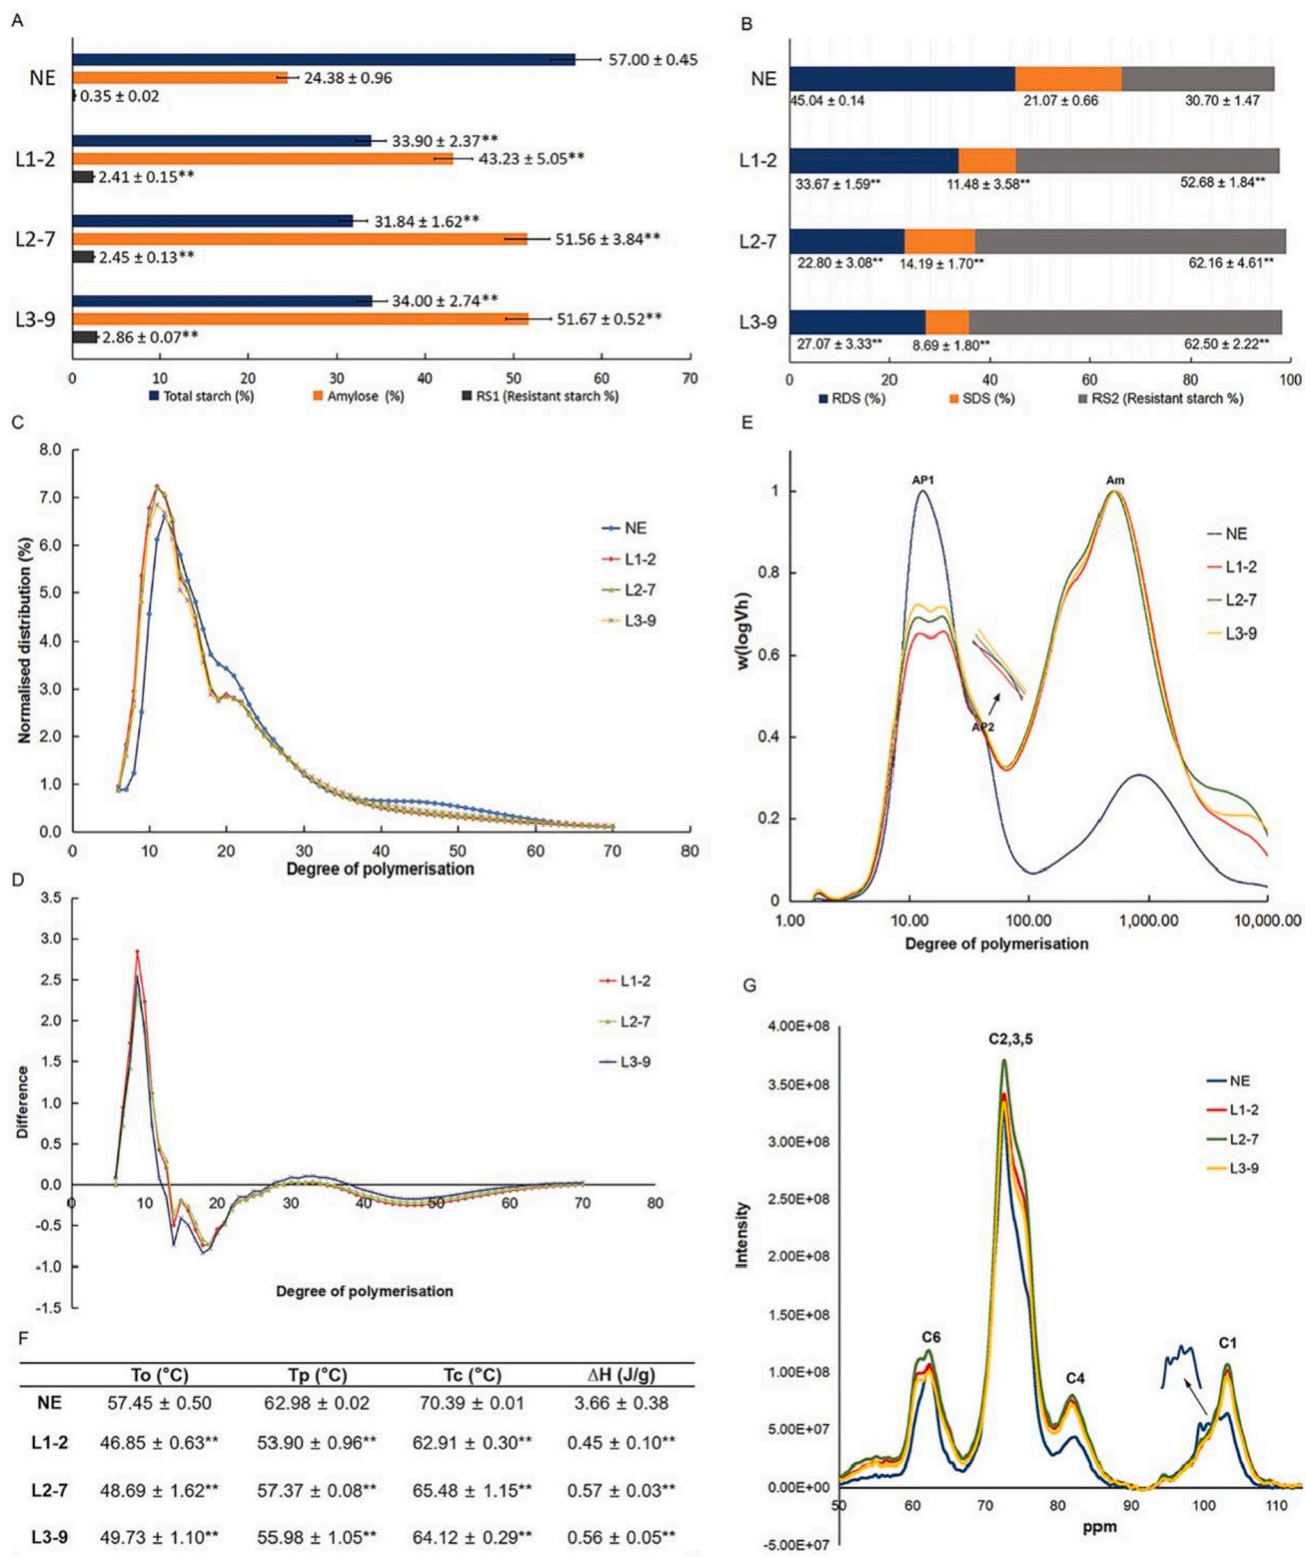 A
NE
57.00 ± 0.45
24.38 ± 0.96
0.35 ± 0.02
L1-2
33.90 ± 2.37**
43.23 ± 5.05**
2.41 ± 0.15**
L2-7
31.84 ± 1.62**
51.56 ± 3.84**
2.45 ± 0.13**
L3-9
34.00 ± 2.74**
51.67 ± 0.52**
2.86 ± 0.07**
0 10 20 30 40 50 60 70
Total starch (%) Amylose (%) RS1 (Resistant starch %)
B
NE
45.04 ± 0.14 21.07 ± 0.66 30.70 ± 1.47
L1-2
33.67 ± 1.59** 11.48 ± 3.58** 52.68 ± 1.84**
L2-7
22.80 ± 3.08** 14.19 ± 1.70** 62.16 ± 4.61**
L3-9
27.07 ± 3.33** 8.69 ± 1.80** 62.50 ± 2.22**
0 20 40 60 80 100
RDS (%) SDS (%) RS2 (Resistant starch %)
C
Normalised distribution (%)
8.0
7.0
6.0
5.0
4.0
3.0
2.0
1.0
0.0
NE
L1-2
L2-7
L3-9
0 10 20 30 40 50 60 70 80
Degree of polymerisation
D
Difference
3.5
3.0
2.5
2.0
1.5
1.0
0.5
0.0
-0.5
-1.0
-1.5
L1-2
L2-7
L3-9
0 10 20 30 40 50 60 70 80
Degree of polymerisation
E
w(logVh)
AP1 Am
1
0.8
0.6
0.4
0.2
0
AP2
NE
L1-2
L2-7
L3-9
1.00 10.00 100.00 1,000.00 10,000.00
Degree of polymerisation
F
To (°C) Tp (°C) Tc (°C) ΔH (J/g)
NE 57.45 ± 0.50 62.98 ± 0.02 70.39 ± 0.01 3.66 ± 0.38
L1-2 46.85 ± 0.63** 53.90 ± 0.96** 62.91 ± 0.30** 0.45 ± 0.10**
L2-7 48.69 ± 1.62** 57.37 ± 0.08** 65.48 ± 1.15** 0.57 ± 0.03**
L3-9 49.73 ± 1.10** 55.98 ± 1.05** 64.12 ± 0.29** 0.56 ± 0.05**
G
Intensity
4.00E+08
3.50E+08
3.00E+08
2.50E+08
2.00E+08
1.50E+08
1.00E+08
5.00E+07
0.00E+00
-5.00E+07
C2,3,5
C6
C4
C1
NE
L1-2
L2-7
L3-9
50 60 70 80 90 100 110
ppm